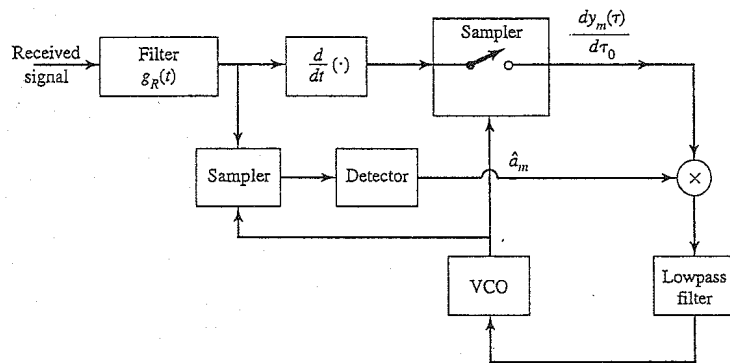 Received
signal
Filter
g_R(t)
d/dt (·)
Sampler
dy_m(τ)/dτ_0
Sampler
Detector
â_m
×
VCO
Lowpass
filter